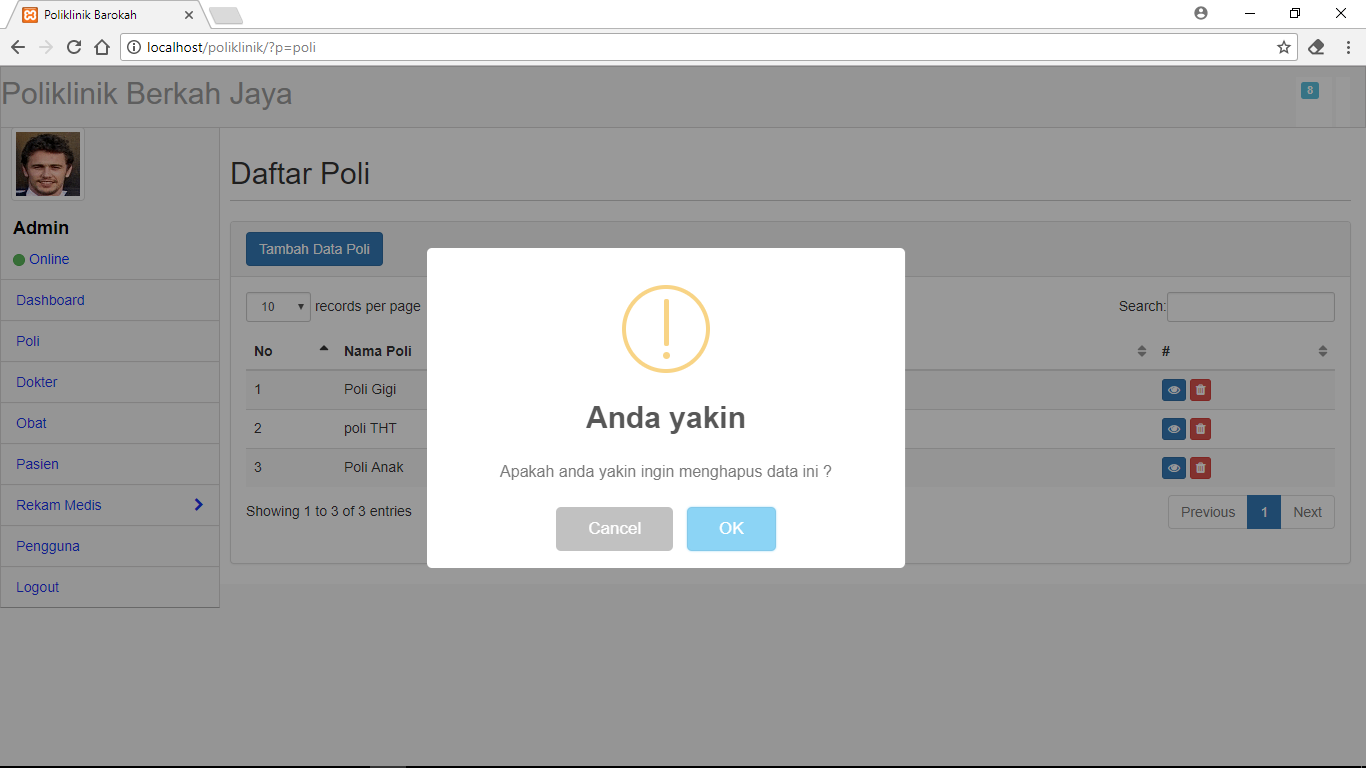 Poliklinik Barokah
localhost/poliklinik/?p=poli
Poliklinik Berkah Jaya
8
Admin
Online
Dashboard
Poli
Dokter
Obat
Pasien
Rekam Medis
Pengguna
Logout
Daftar Poli
Tambah Data Poli
10 records per page
Search:
No Nama Poli #
1 Poli Gigi
2 poli THT
3 Poli Anak
Showing 1 to 3 of 3 entries
Previous 1 Next
Anda yakin
Apakah anda yakin ingin menghapus data ini ?
Cancel OK